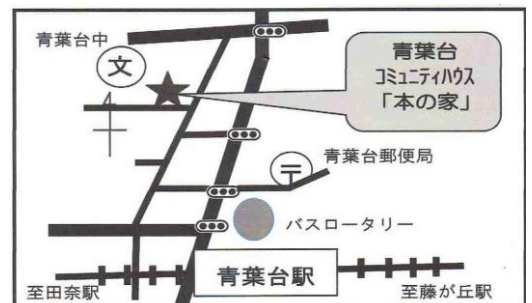 青葉台中
文
青葉台
コミュニティハウス
「本の家」
青葉台郵便局
〒
バスロータリー
青葉台駅
至田奈駅
至藤が丘駅